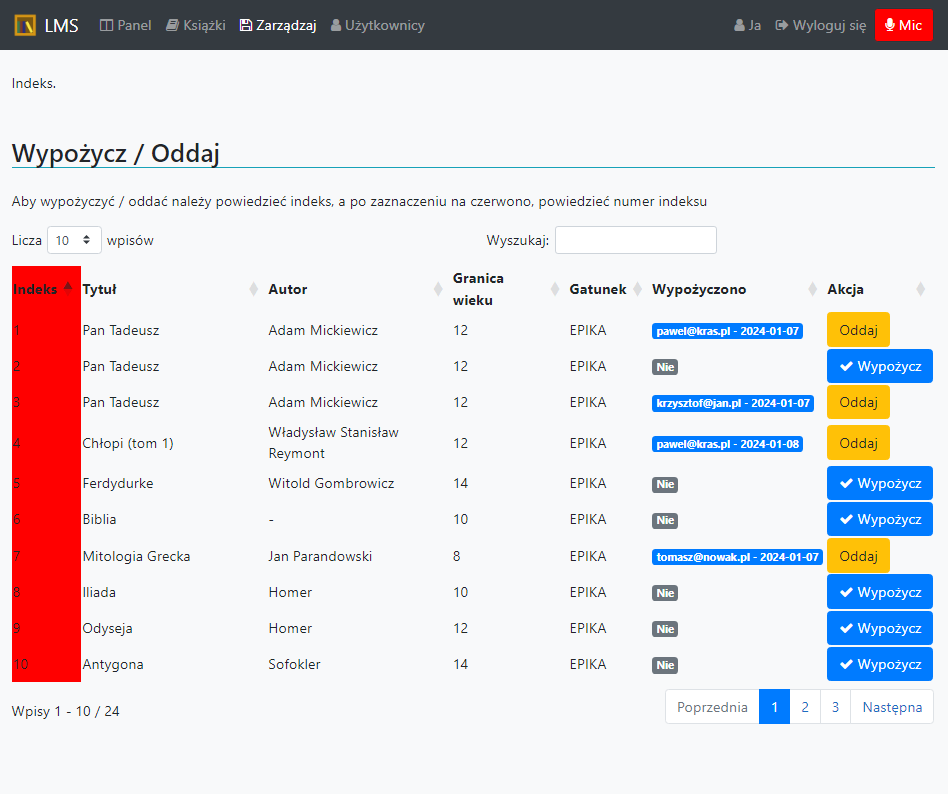 LMS Panel Książki Zarządzaj Użytkownicy Ja Wyloguj się Mic
Indeks.
Wypożycz / Oddaj
Aby wypożyczyć / oddać należy powiedzieć indeks, a po zaznaczeniu na czerwono, powiedzieć numer indeksu
Licza 10 wpisów Wyszukaj:
Indeks Tytuł Autor Granica wieku Gatunek Wypożyczono Akcja
1 Pan Tadeusz Adam Mickiewicz 12 EPIKA pawel@kras.pl - 2024-01-07 Oddaj
2 Pan Tadeusz Adam Mickiewicz 12 EPIKA Nie Wypożycz
3 Pan Tadeusz Adam Mickiewicz 12 EPIKA krzysztof@jan.pl - 2024-01-07 Oddaj
4 Chłopi (tom 1) Władysław Stanisław Reymont 12 EPIKA pawel@kras.pl - 2024-01-08 Oddaj
5 Ferdydurke Witold Gombrowicz 14 EPIKA Nie Wypożycz
6 Biblia - 10 EPIKA Nie Wypożycz
7 Mitologia Grecka Jan Parandowski 8 EPIKA tomasz@nowak.pl - 2024-01-07 Oddaj
8 Iliada Homer 10 EPIKA Nie Wypożycz
9 Odyseja Homer 12 EPIKA Nie Wypożycz
10 Antygona Sofokler 14 EPIKA Nie Wypożycz
Wpisy 1 - 10 / 24 Poprzednia 1 2 3 Następna